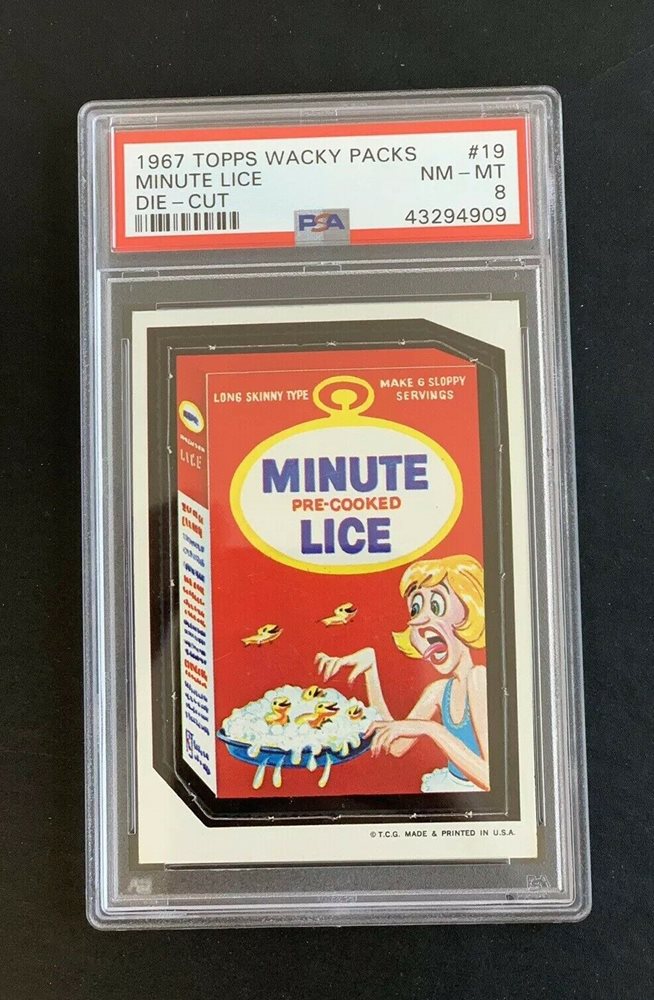 1967 TOPPS WACKY PACKS #19
MINUTE LICE NM – MT
DIE – CUT 8
PSA 43294909
LONG SKINNY TYPE
MAKE 6 SLOPPY
SERVINGS
MINUTE
PRE-COOKED
LICE
LICE
© T.C.G. MADE & PRINTED IN U.S.A.